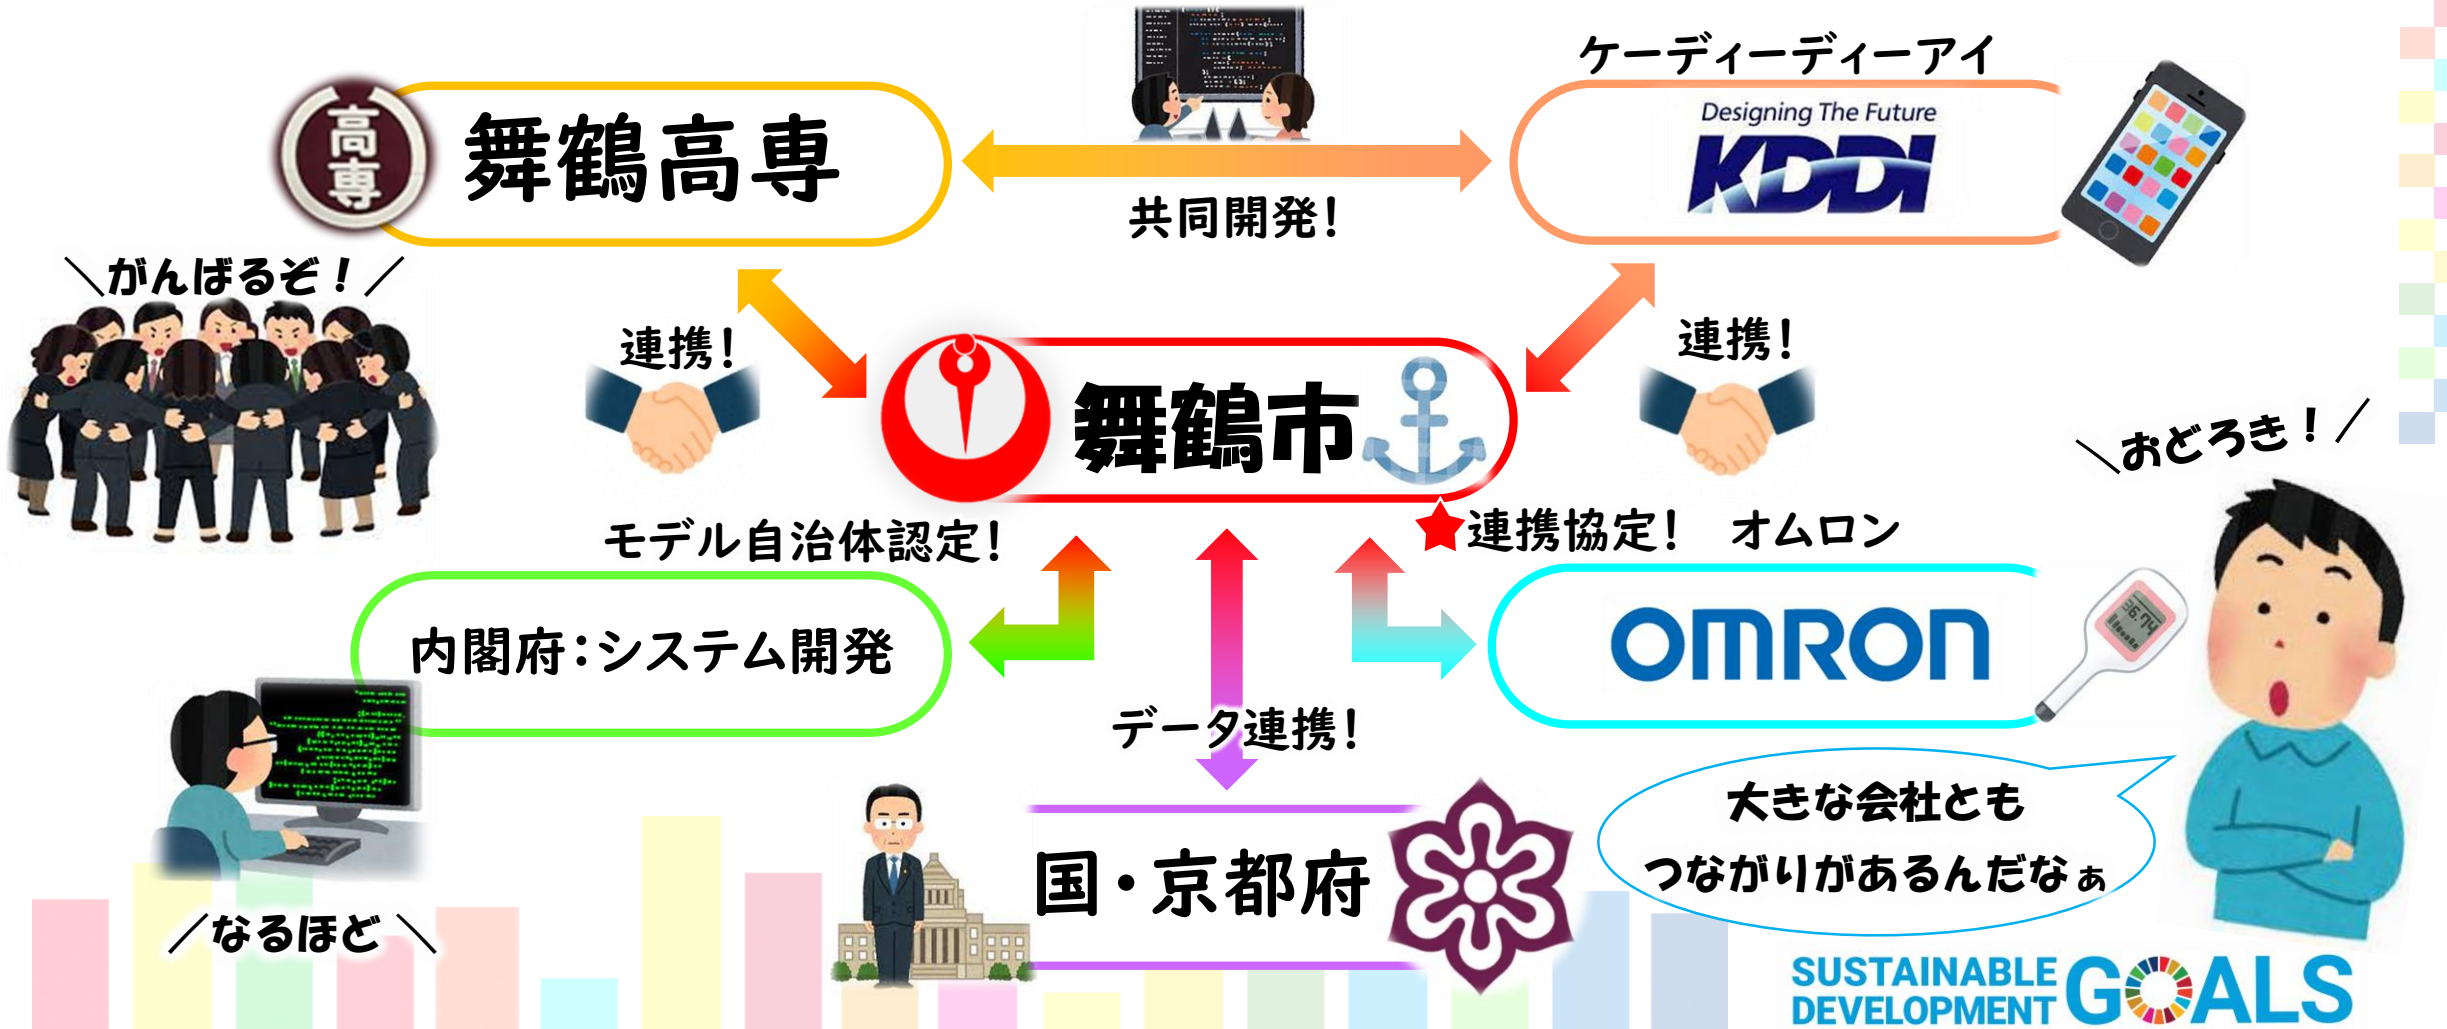 ケーディーディーアイ
高専
舞鶴高専
Designing The Future
KDDI
共同開発!
＼がんばるぞ！／
連携!
連携!
舞鶴市
＼おどろき！／
モデル自治体認定!
連携協定!　オムロン
内閣府:システム開発
OMRON
36.74
データ連携!
国・京都府
大きな会社とも
つながりがあるんだなぁ
／なるほど＼
SUSTAINABLE
DEVELOPMENT
GOALS